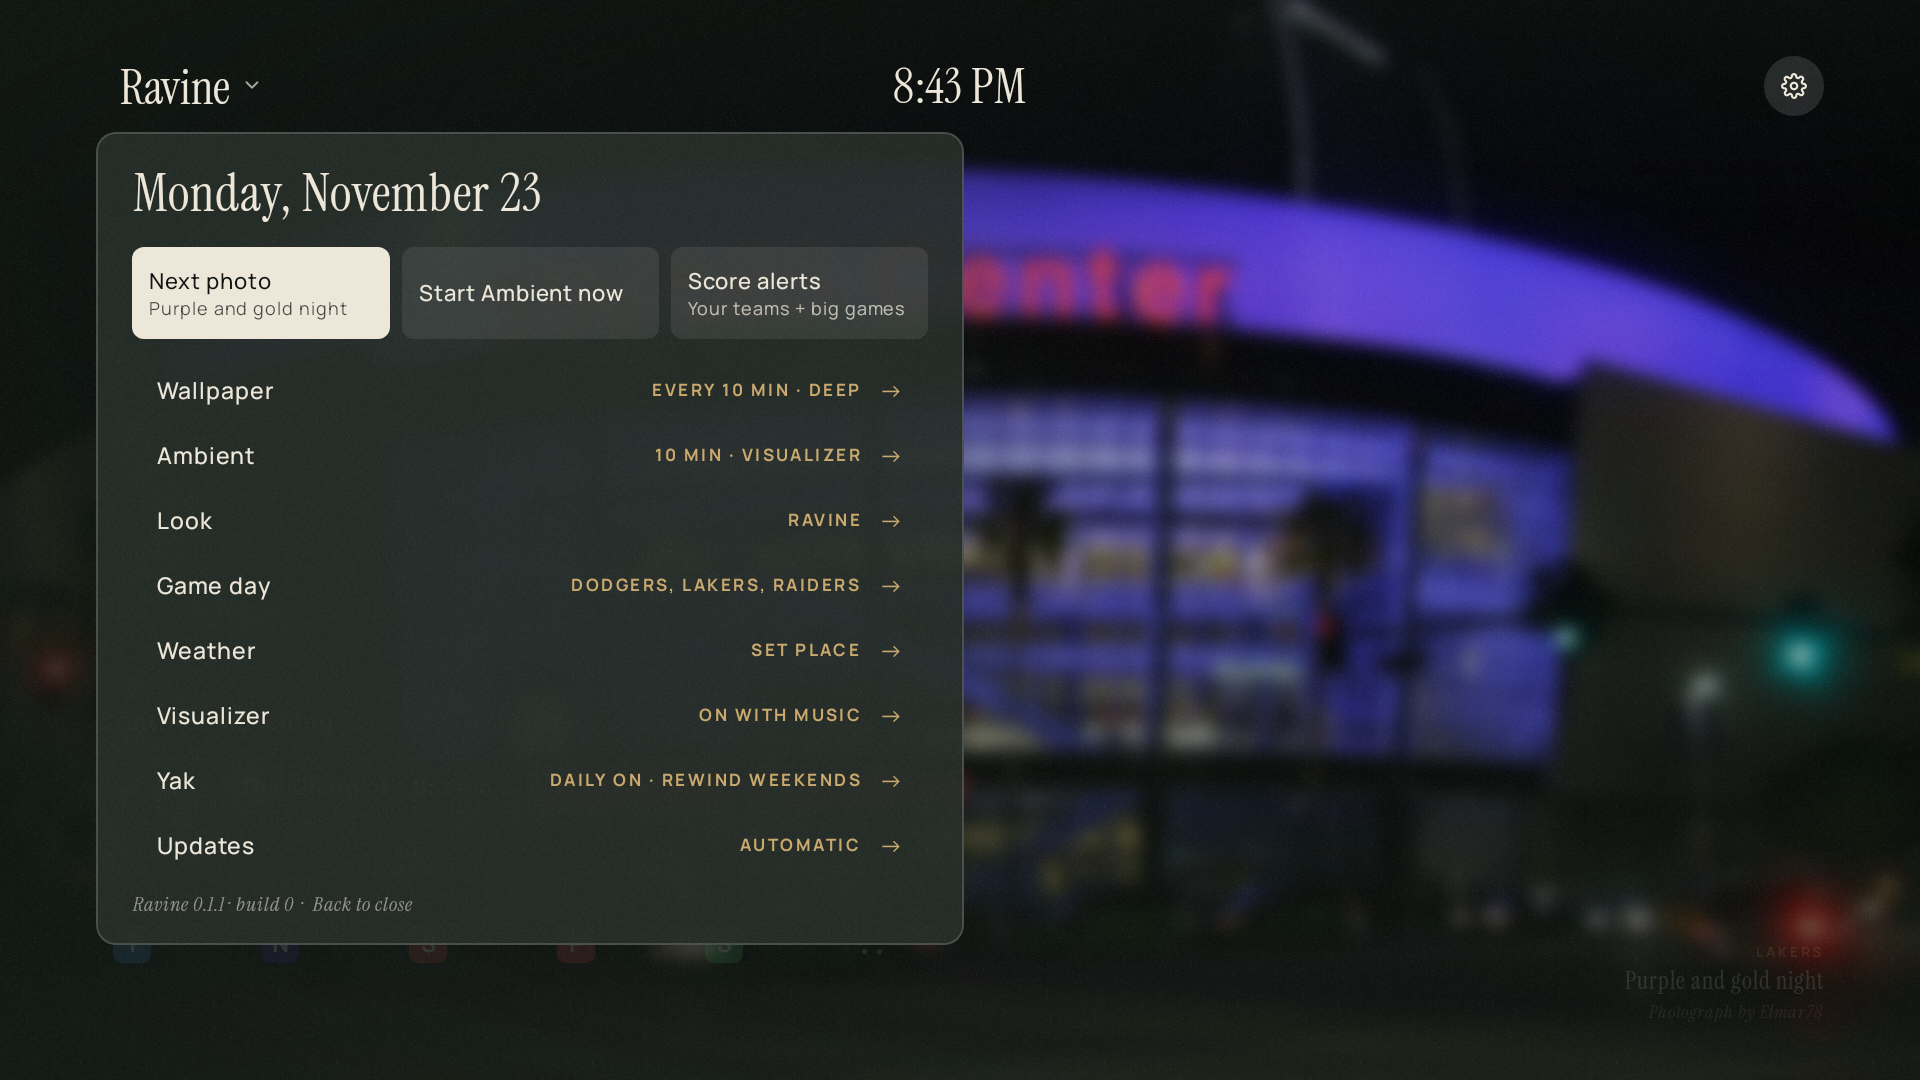 Ravine
8:43 PM
Monday, November 23
Next photo
Purple and gold night
Start Ambient now
Score alerts
Your teams + big games
enter
Wallpaper
EVERY 10 MIN · DEEP
Ambient
10 MIN · VISUALIZER
Look
RAVINE
Game day
DODGERS, LAKERS, RAIDERS
Weather
SET PLACE
Visualizer
ON WITH MUSIC
Yak
DAILY ON · REWIND WEEKENDS
Updates
AUTOMATIC
Ravine 0.1.1 · build 0 · Back to close
LAKERS
Purple and gold night
Photograph by Elmar78